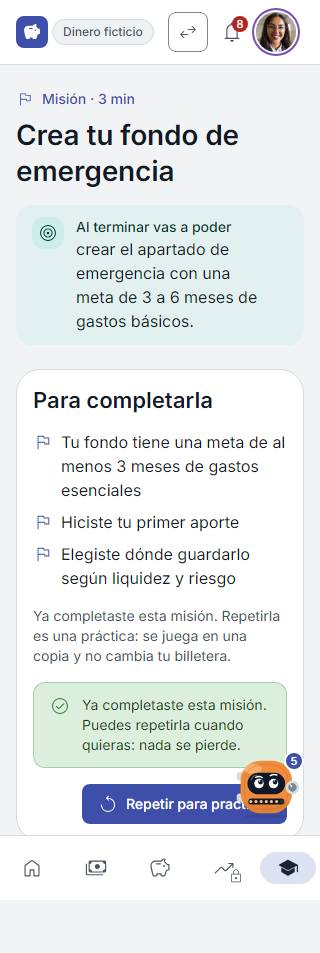 Dinero ficticio
8
Misión · 3 min
Crea tu fondo de
emergencia
Al terminar vas a poder
crear el apartado de
emergencia con una
meta de 3 a 6 meses de
gastos básicos.
Para completarla
Tu fondo tiene una meta de al
menos 3 meses de gastos
esenciales
Hiciste tu primer aporte
Elegiste dónde guardarlo
según liquidez y riesgo
Ya completaste esta misión. Repetirla
es una práctica: se juega en una
copia y no cambia tu billetera.
Ya completaste esta misión.
Puedes repetirla cuando
quieras: nada se pierde.
5
Repetir para